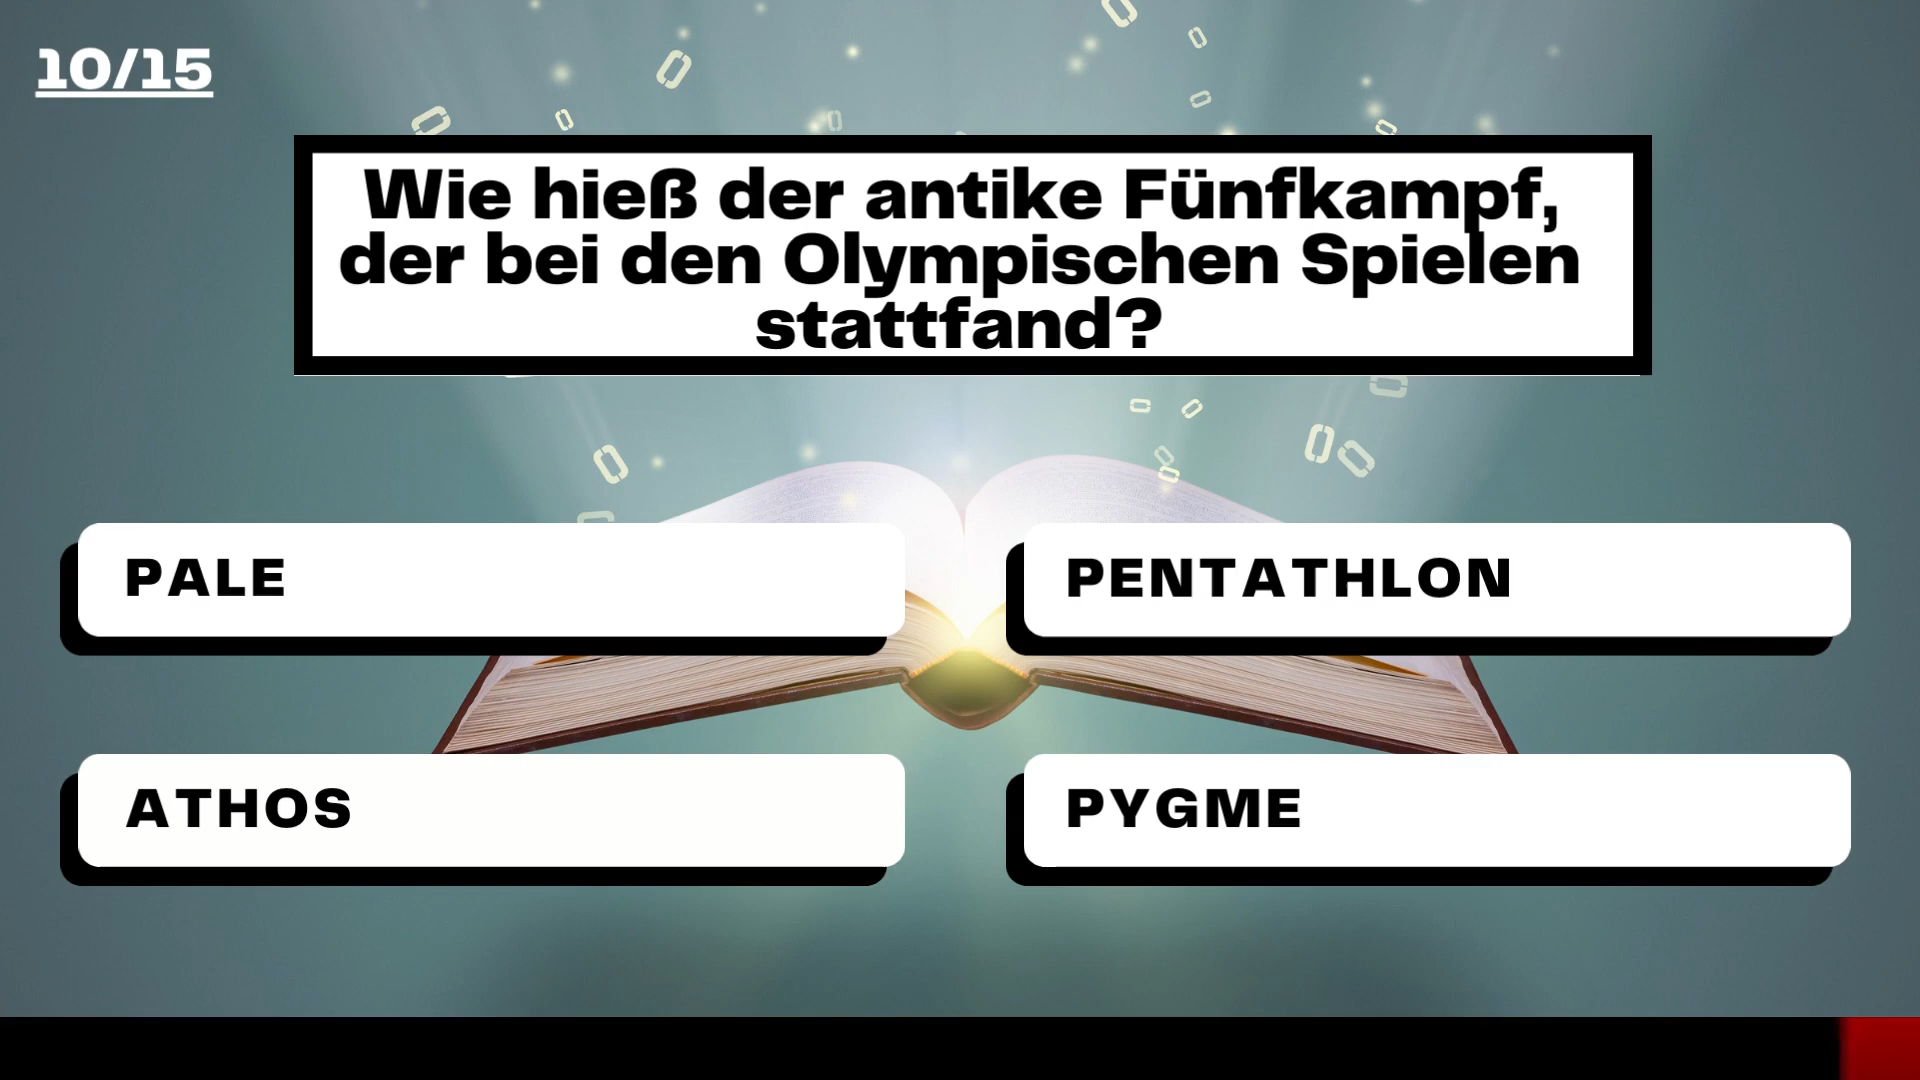 10/15
Wie hieß der antike Fünfkampf,
der bei den Olympischen Spielen
stattfand?
PALE
PENTATHLON
ATHOS
PYGME